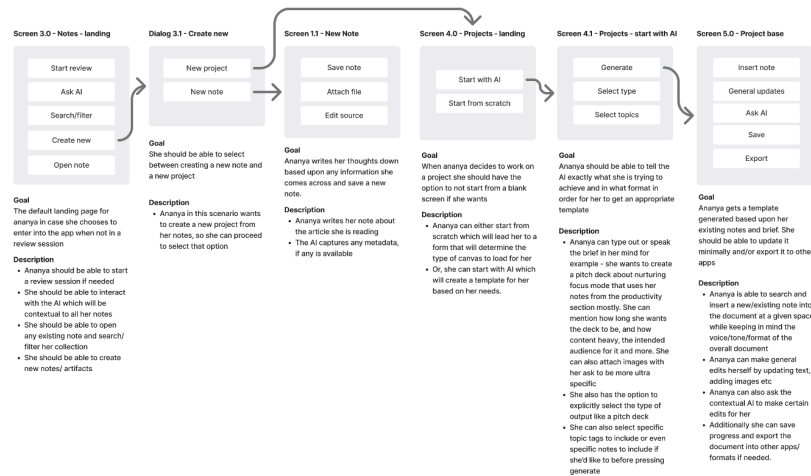 Screen 3.0 - Notes - landing
Start review
Ask AI
Search/filter
Create new
Open note
Goal
The default landing page for
ananya in case she chooses to
enter into the app when not in a
review session
Description
• Ananya should be able to start
a review session if needed
• She should be able to interact
with the AI which will be
contextual to all her notes
• She should be able to open
any existing note and search/
filter her collection
• She should be able to create
new notes/ artifacts
Dialog 3.1 - Create new
New project
New note
Goal
She should be able to select
between creating a new note and
a new project
Description
• Ananya in this scenario wants
to create a new project from
her notes, so she can proceed
to select that option
Screen 1.1 - New Note
Save note
Attach file
Edit source
Goal
Ananya writes her thoughts down
based upon any information she
comes across and save a new
note.
Description
• Ananya writes her note about
the article she is reading
• The AI captures any metadata,
if any is available
Screen 4.0 - Projects - landing
Start with AI
Start from scratch
Goal
When ananya decides to work on
a project she should have the
option to not start from a blank
screen if she wants
Description
• Ananya can either start from
scratch which will lead her to a
form that will determine the
type of canvas to load for her
• Or, she can start with AI which
will create a template for her
based on her needs.
Screen 4.1 - Projects - start with AI
Generate
Select type
Select topics
Goal
Ananya should be able to tell the
AI exactly what she is trying to
achieve and in what format in
order for her to get an appropriate
template
Description
• Ananya can type out or speak
the brief in her mind for
example - she wants to create
a pitch deck about nurturing
focus mode that uses her
notes from the productivity
section mostly. She can
mention how long she wants
the deck to be, and how
content heavy, the intended
audience for it and more. She
can also attach images with
her ask to be more ultra
specific
• She also has the option to
explicitly select the type of
output like a pitch deck
• She can also select specific
topic tags to include or even
specific notes to include if
she'd like to before pressing
generate
Screen 5.0 - Project base
Insert note
General updates
Ask AI
Save
Export
Goal
Ananya gets a template
generated based upon her
existing notes and brief. She
should be able to update it
minimally and/or export it to othe
apps
Description
• Ananya is able to search and
insert a new/existing note into
the document at a given space
while keeping in mind the
voice/tone/format of the
overall document
• Ananya can make general
edits herself by updating text,
adding images etc
• Ananya can also ask the
contextual AI to make certain
edits for her
• Additionally she can save
progress and export the
document into other apps/
formats if needed.